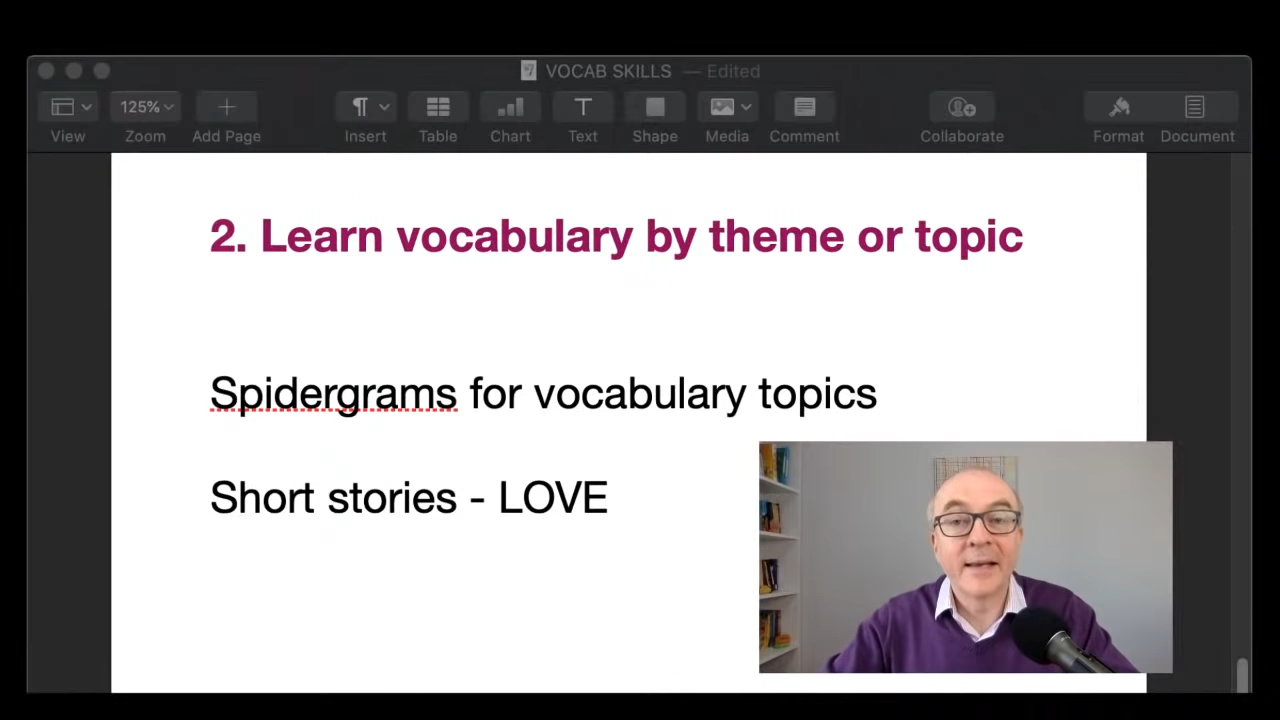 VOCAB SKILLS — Edited
125%
View Zoom Add Page Insert Table Chart Text Shape Media Comment Collaborate Format Document
2. Learn vocabulary by theme or topic
Spidergrams for vocabulary topics
Short stories - LOVE